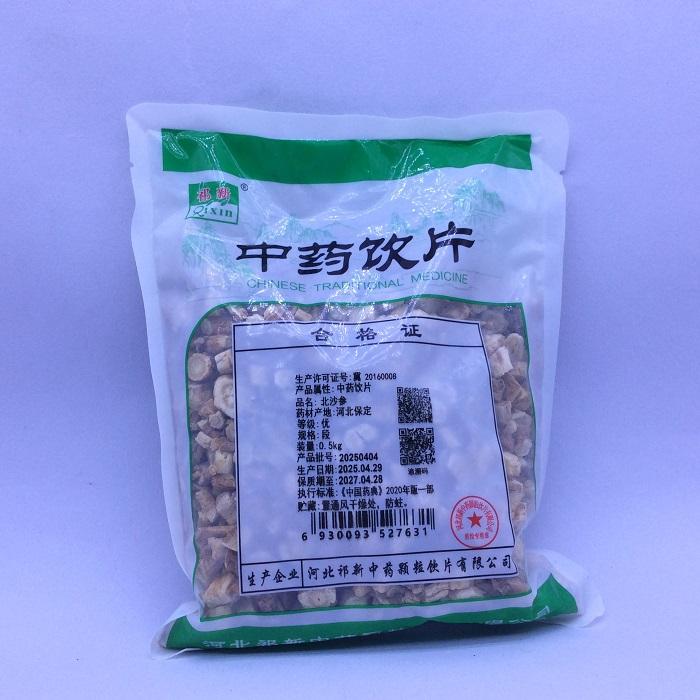 祁新®
Qixin
中药饮片
CHINESE TRADITIONAL MEDICINE
合格证
生产许可证号:冀 20160008
产品属性:中药饮片
品名:北沙参
药材产地:河北保定
等级:优
规格:段
装量:0.5kg
产品批号:20250404
生产日期:2025.04.29
保质期至:2027.04.28
执行标准:《中国药典》2020年版一部
贮藏:置通风干燥处,防蛀。
追溯码
6 930093 527631
生产企业 河北祁新中药颗粒饮片有限公司
河北祁新中药